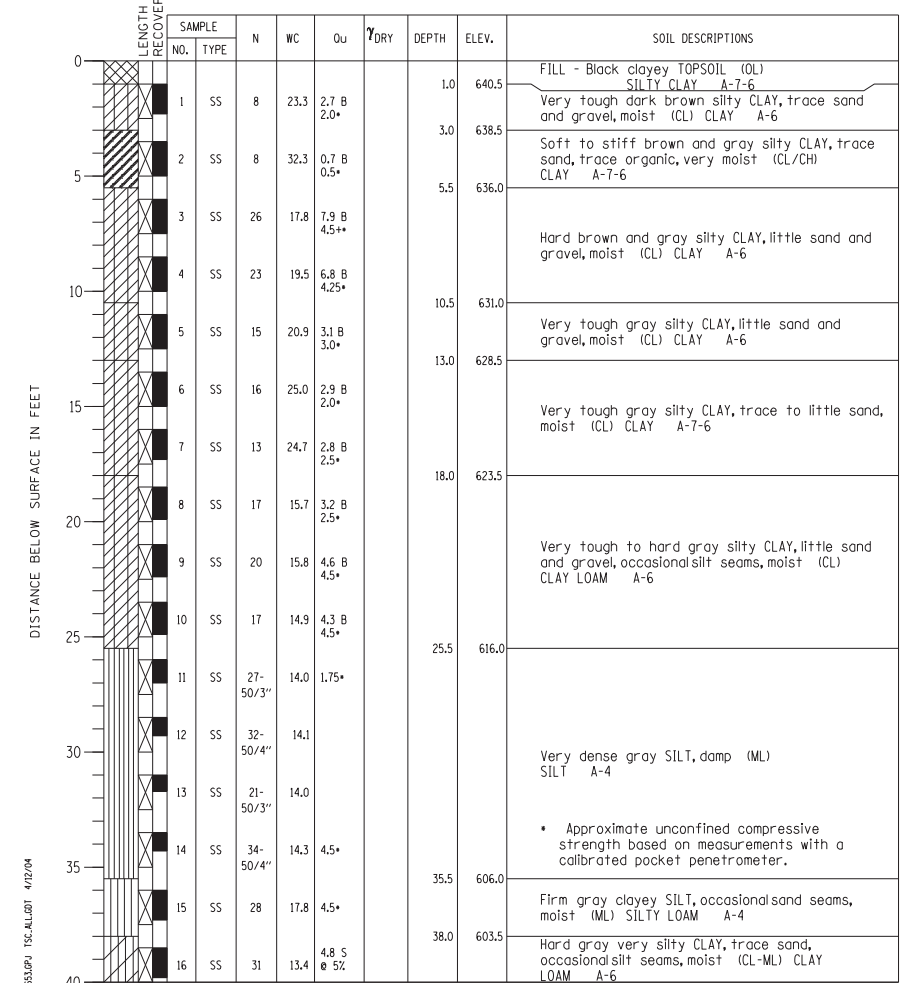 LENGTH
RECOVER
SAMPLE
NO. TYPE N WC Qu γDRY DEPTH ELEV. SOIL DESCRIPTIONS
DISTANCE BELOW SURFACE IN FEET
0
FILL - Black clayey TOPSOIL (OL)
1.0 640.5 SILTY CLAY A-7-6
1 SS 8 23.3 2.7 B
2.0*
Very tough dark brown silty CLAY, trace sand
and gravel, moist (CL) CLAY A-6
3.0 638.5
2 SS 8 32.3 0.7 B
0.5*
Soft to stiff brown and gray silty CLAY, trace
sand, trace organic, very moist (CL/CH)
CLAY A-7-6
5
5.5 636.0
3 SS 26 17.8 7.9 B
4.5+*
Hard brown and gray silty CLAY, little sand and
gravel, moist (CL) CLAY A-6
4 SS 23 19.5 6.8 B
4.25*
10
10.5 631.0
5 SS 15 20.9 3.1 B
3.0*
Very tough gray silty CLAY, little sand and
gravel, moist (CL) CLAY A-6
13.0 628.5
6 SS 16 25.0 2.9 B
2.0*
15
Very tough gray silty CLAY, trace to little sand,
moist (CL) CLAY A-7-6
7 SS 13 24.7 2.8 B
2.5*
18.0 623.5
8 SS 17 15.7 3.2 B
2.5*
20
Very tough to hard gray silty CLAY, little sand
and gravel, occasional silt seams, moist (CL)
CLAY LOAM A-6
9 SS 20 15.8 4.6 B
4.5*
10 SS 17 14.9 4.3 B
4.5*
25
25.5 616.0
11 SS 27- 14.0 1.75*
50/3"
12 SS 32- 14.1
50/4"
30
Very dense gray SILT, damp (ML)
SILT A-4
13 SS 21- 14.0
50/3"
* Approximate unconfined compressive
strength based on measurements with a
calibrated pocket penetrometer.
14 SS 34- 14.3 4.5*
50/4"
35
35.5 606.0
15 SS 28 17.8 4.5*
Firm gray clayey SILT, occasional sand seams,
moist (ML) SILTY LOAM A-4
38.0 603.5
16 SS 31 13.4 4.8 S
@ 5%
Hard gray very silty CLAY, trace sand,
occasional silt seams, moist (CL-ML) CLAY
LOAM A-6
40
553.GPJ TSC_ALL.GDT 4/12/04